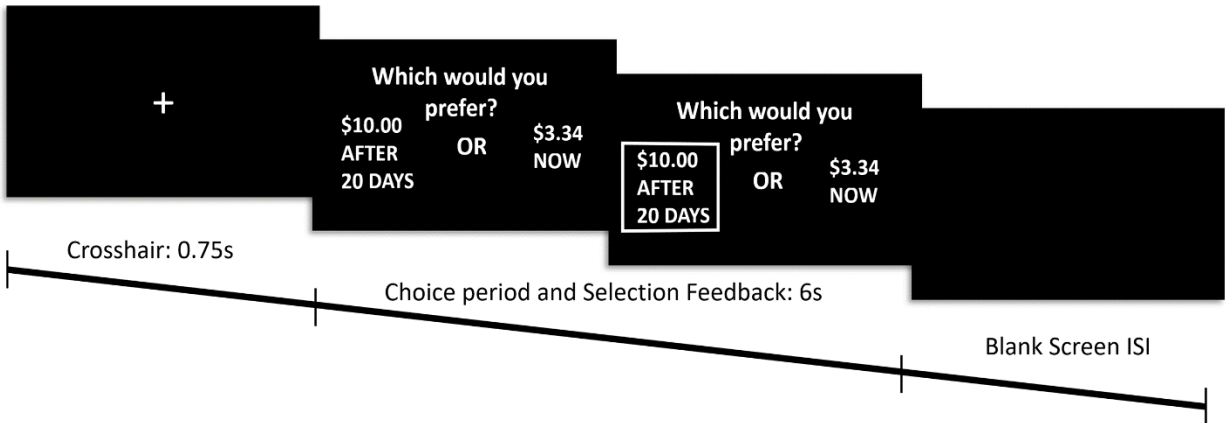 +
Which would you
prefer?
$10.00
AFTER
20 DAYS
OR
$3.34
NOW
Which would you
prefer?
$10.00
AFTER
20 DAYS
OR
$3.34
NOW
Crosshair: 0.75s
Choice period and Selection Feedback: 6s
Blank Screen ISI